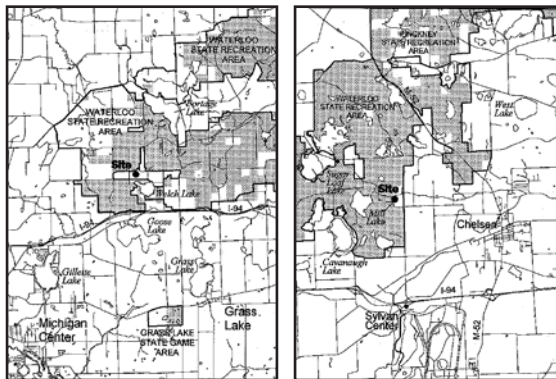 WATERLOO
STATE RECREATION
AREA
Portage
Lake
WATERLOO
STATE RECREATION
AREA
Site
Welch Lake
I-94
Goose
Lake
Grass
Lake
Gillette
Lake
Michigan
Center
Grass
Lake
GRASS LAKE
STATE GAME
AREA
PINCKNEY
STATE RECREATION
AREA
M-52
WATERLOO
STATE RECREATION
AREA
West
Lake
Sugar
Loaf
Lake
Site
Mill
Lake
Chelsea
Cavanaugh
Lake
I-94
Sylvan
Center
M-52